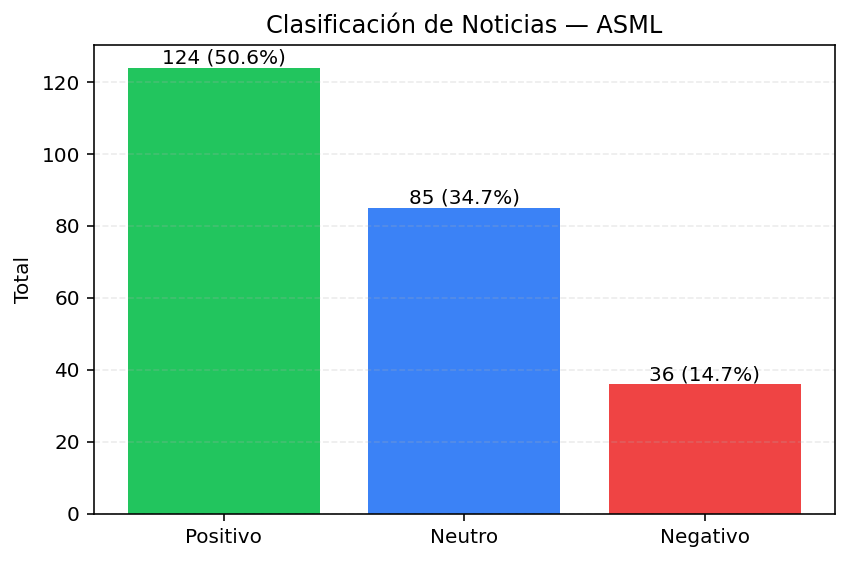 Clasificación de Noticias — ASML
124 (50.6%)
85 (34.7%)
36 (14.7%)
Total
120
100
80
60
40
20
0
Positivo
Neutro
Negativo